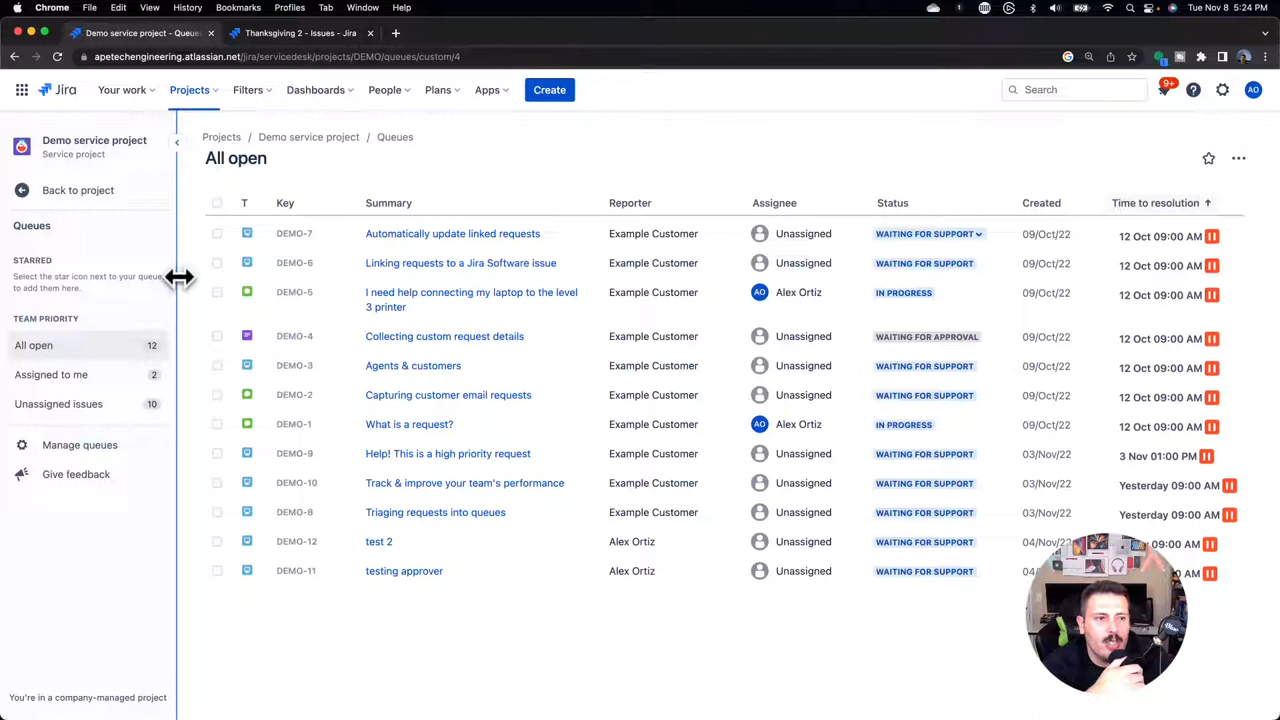 Chrome File Edit View History Bookmarks Profiles Tab Window Help Tue Nov 8 5:24 PM
Demo service project - Queue Thanksgiving 2 - Issues - Jira
apetechengineering.atlassian.net/jira/servicedesk/projects/DEMO/queues/custom/4
Jira Your work Projects Filters Dashboards People Plans Apps Create Search 9+ AO
Demo service project
Service project
Back to project
Queues
STARRED
Select the star icon next to your queue
to add them here.
TEAM PRIORITY
All open 12
Assigned to me 2
Unassigned issues 10
Manage queues
Give feedback
You're in a company-managed project
Projects / Demo service project / Queues
All open
T Key Summary Reporter Assignee Status Created Time to resolution
DEMO-7 Automatically update linked requests Example Customer Unassigned WAITING FOR SUPPORT 09/Oct/22 12 Oct 09:00 AM
DEMO-6 Linking requests to a Jira Software issue Example Customer Unassigned WAITING FOR SUPPORT 09/Oct/22 12 Oct 09:00 AM
DEMO-5 I need help connecting my laptop to the level Example Customer AO Alex Ortiz IN PROGRESS 09/Oct/22 12 Oct 09:00 AM
3 printer
DEMO-4 Collecting custom request details Example Customer Unassigned WAITING FOR APPROVAL 09/Oct/22 12 Oct 09:00 AM
DEMO-3 Agents & customers Example Customer Unassigned WAITING FOR SUPPORT 09/Oct/22 12 Oct 09:00 AM
DEMO-2 Capturing customer email requests Example Customer Unassigned WAITING FOR SUPPORT 09/Oct/22 12 Oct 09:00 AM
DEMO-1 What is a request? Example Customer AO Alex Ortiz IN PROGRESS 09/Oct/22 12 Oct 09:00 AM
DEMO-9 Help! This is a high priority request Example Customer Unassigned WAITING FOR SUPPORT 03/Nov/22 3 Nov 01:00 PM
DEMO-10 Track & improve your team's performance Example Customer Unassigned WAITING FOR SUPPORT 03/Nov/22 Yesterday 09:00 AM
DEMO-8 Triaging requests into queues Example Customer Unassigned WAITING FOR SUPPORT 03/Nov/22 Yesterday 09:00 AM
DEMO-12 test 2 Alex Ortiz Unassigned WAITING FOR SUPPORT 04/Nov/22 09:00 AM
DEMO-11 testing approver Alex Ortiz Unassigned WAITING FOR SUPPORT AM